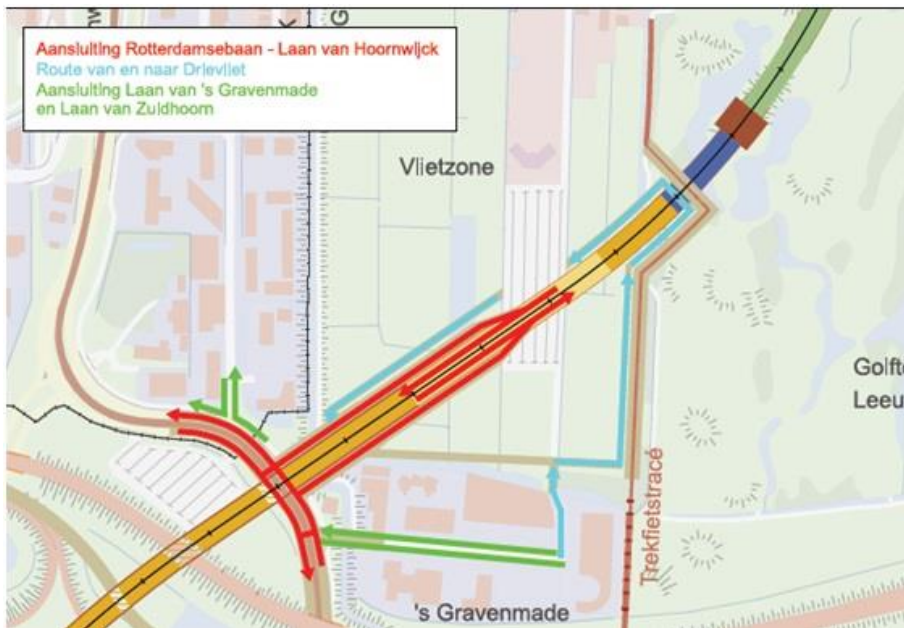 Aansluiting Rotterdamsebaan - Laan van Hoornwijck
Route van en naar Drievliet
Aansluiting Laan van 's Gravenmade
en Laan van Zuidhoorn
K
G
Vlietzone
Golfte
Leeu
Trekfietstracé
's Gravenmade